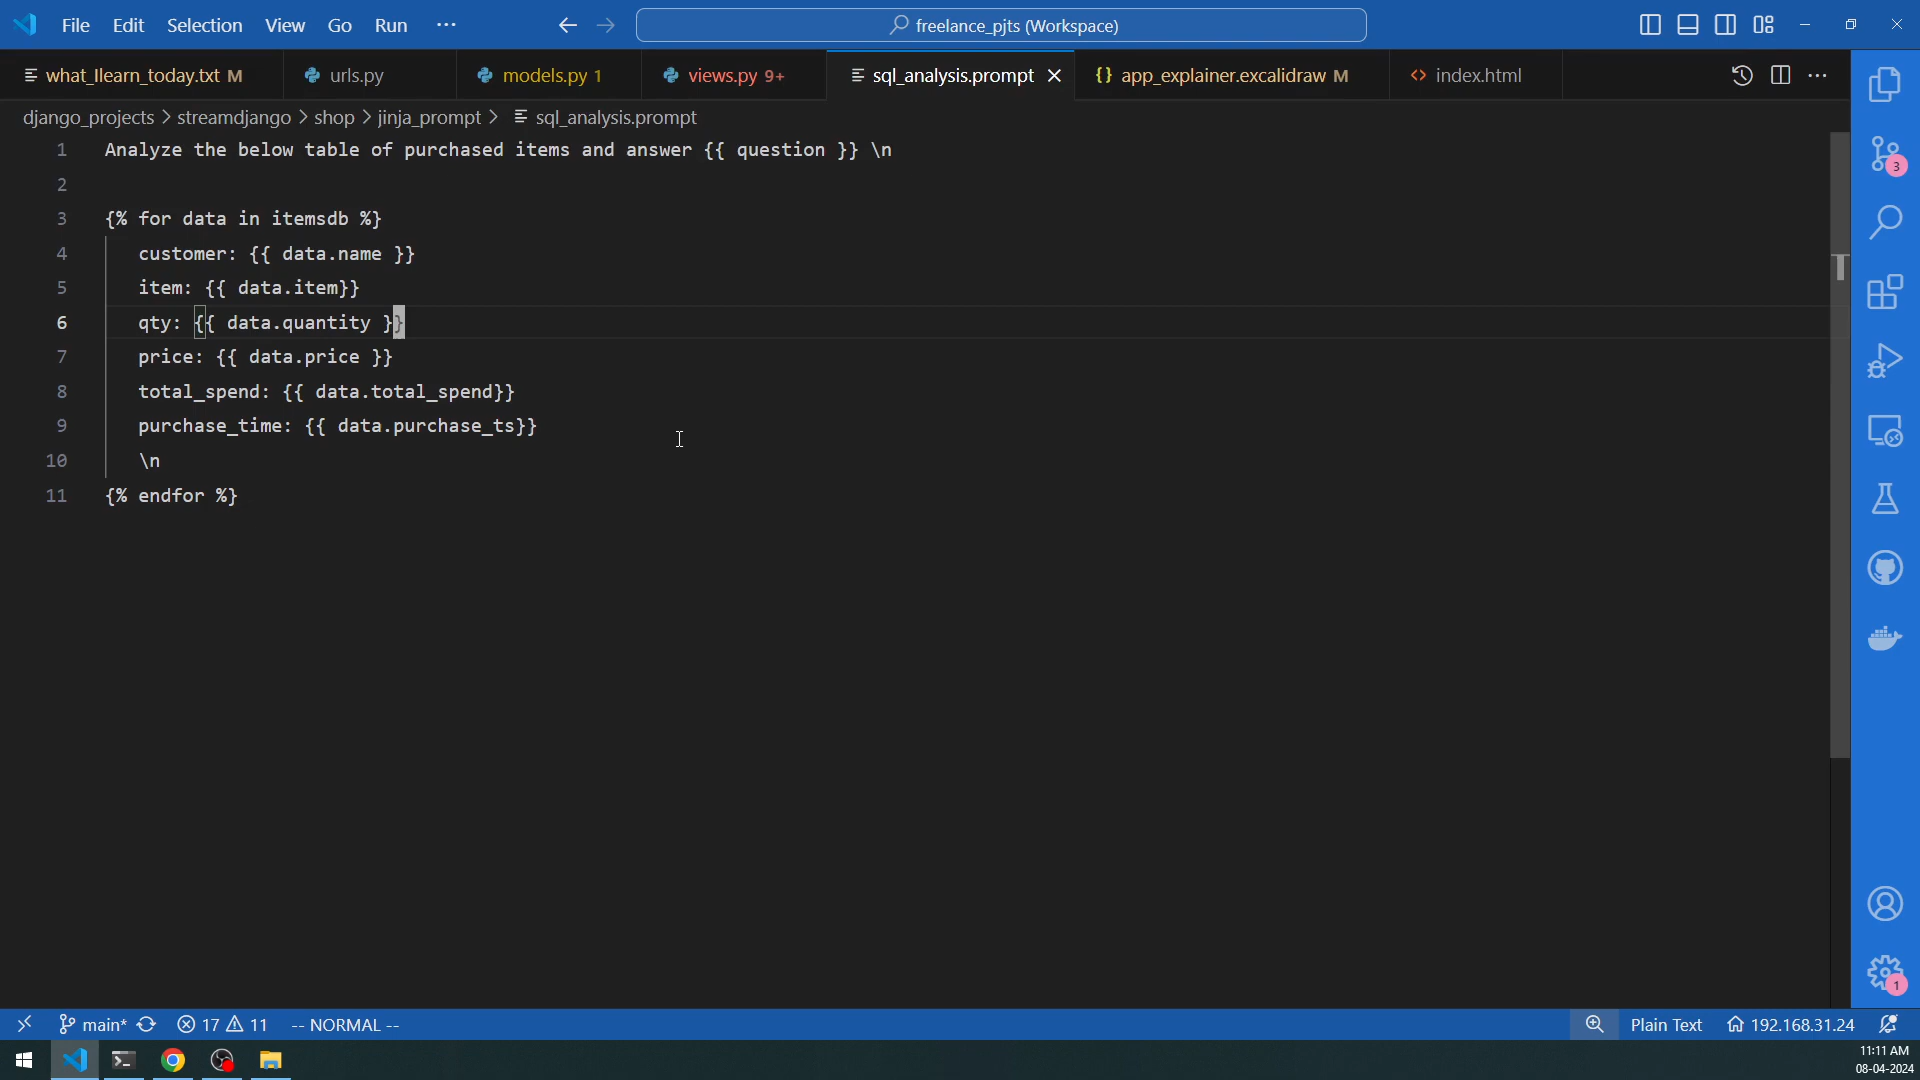 File Edit Selection View Go Run ··· freelance_pjts (Workspace)
what_Ilearn_today.txt M urls.py models.py 1 views.py 9+ sql_analysis.prompt {} app_explainer.excalidraw M <> index.html ···
django_projects > streamdjango > shop > jinja_prompt > sql_analysis.prompt
1 Analyze the below table of purchased items and answer {{ question }} \n
2
3 {% for data in itemsdb %}
4 customer: {{ data.name }}
5 item: {{ data.item}}
6 qty: {{ data.quantity }}
7 price: {{ data.price }}
8 total_spend: {{ data.total_spend}}
9 purchase_time: {{ data.purchase_ts}}
10 \n
11 {% endfor %}
3
1
main* 17 11 -- NORMAL -- Plain Text 192.168.31.24
11:11 AM
08-04-2024